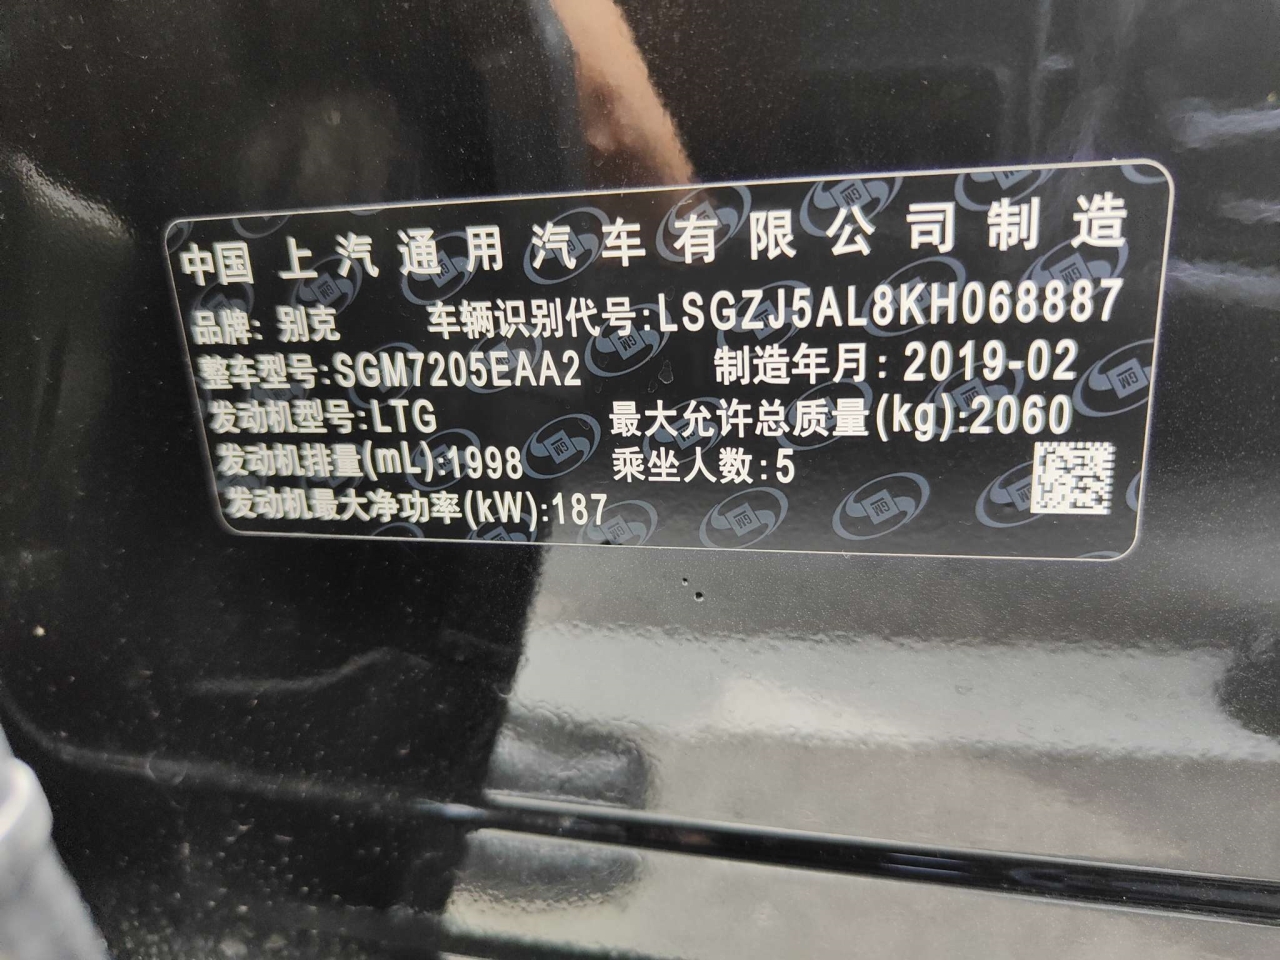 中国上汽通用汽车有限公司制造
品牌: 别克 车辆识别代号:LSGZJ5AL8KH068887
整车型号:SGM7205EAA2 制造年月: 2019-02
发动机型号:LTG 最大允许总质量(kg):2060
发动机排量(mL):1998 乘坐人数:5
发动机最大净功率(kW):187